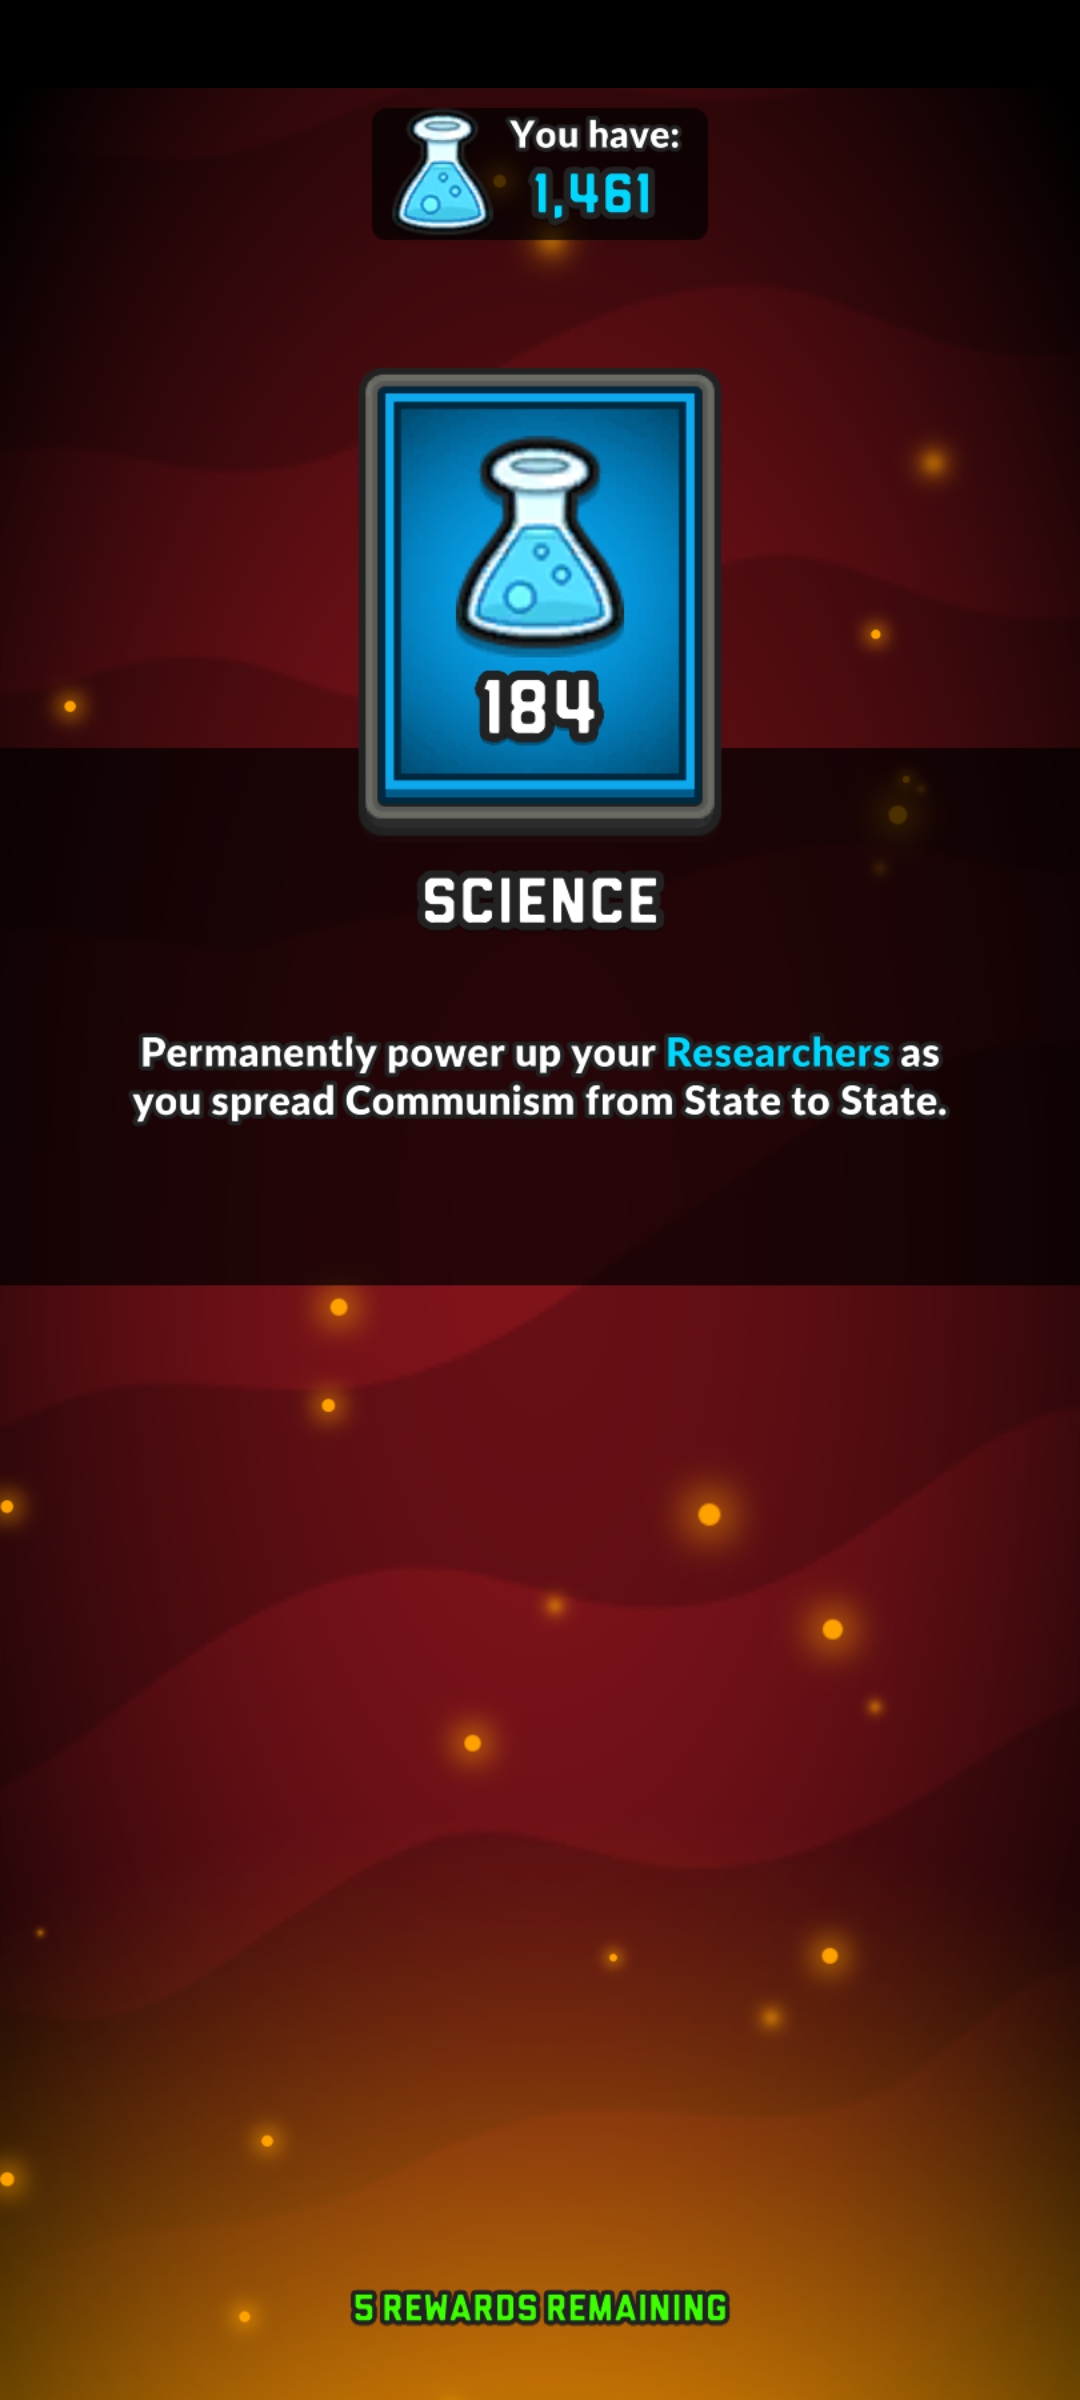 You have:
1,461
184
SCIENCE
Permanently power up your Researchers as
you spread Communism from State to State.
5 REWARDS REMAINING